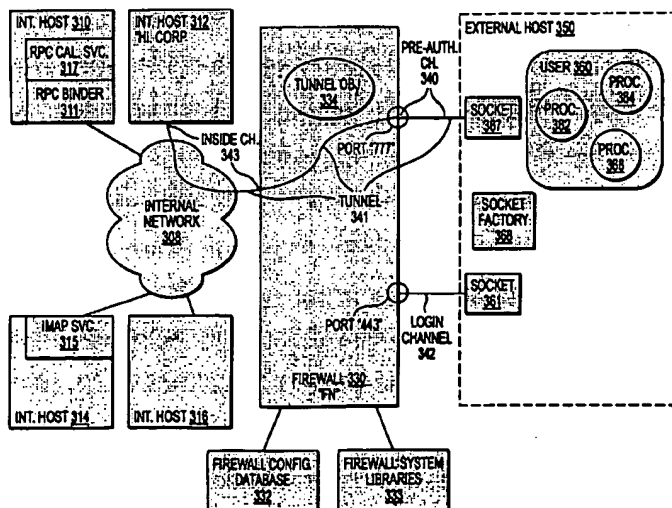 INT. HOST 310
RPC CAL. SVC.
317
RPC BINDER
311
INT. HOST 312
"HI. CORP.
TUNNEL OBJ.
334
PRE-AUTH.
CH.
340
EXTERNAL HOST 350
USER 360
PROC.
364
PROC.
362
PROC.
366
SOCKET
367
PORT "777"
INSIDE CH.
343
TUNNEL
341
INTERNAL
NETWORK
308
SOCKET
FACTORY
368
SOCKET
361
PORT "443"
LOGIN
CHANNEL
342
IMAP SVC.
315
INT. HOST 314
INT. HOST 316
FIREWALL 330
"FN"
FIREWALL CONFIG.
DATABASE
332
FIREWALL SYSTEM
LIBRARIES
333